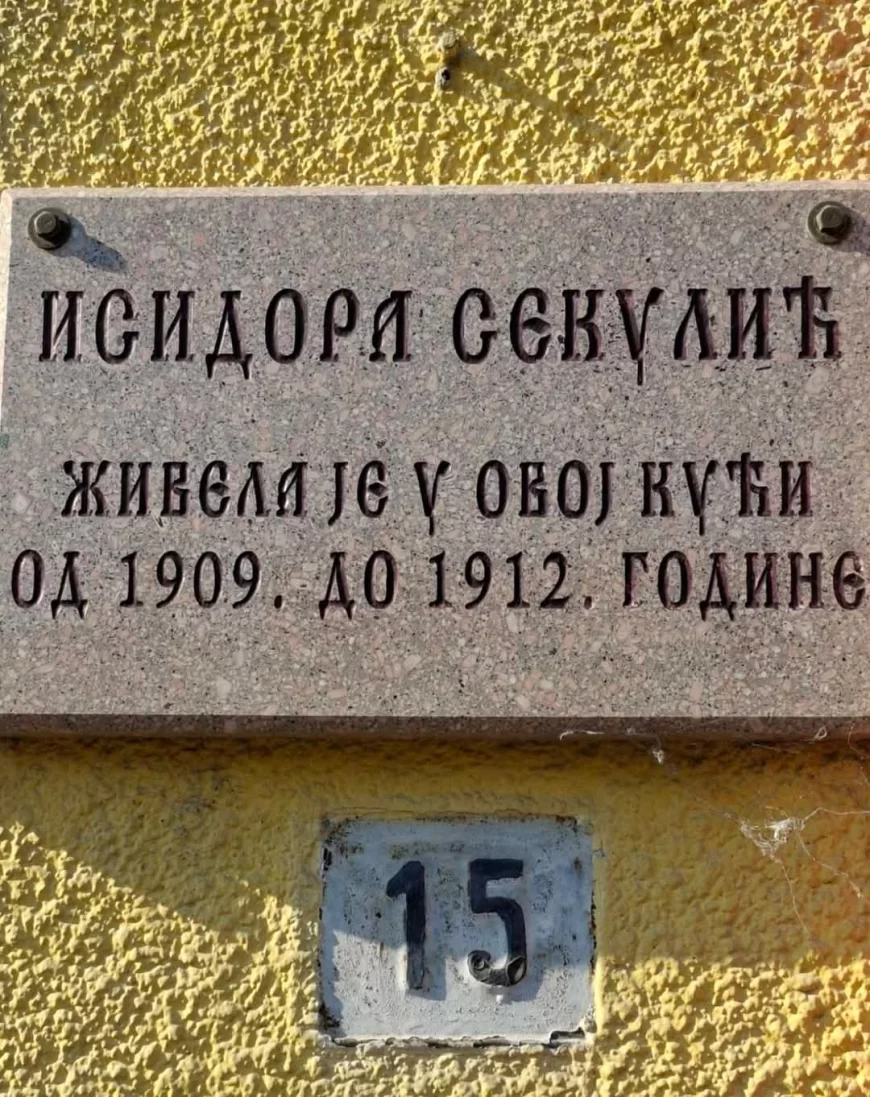 ИСИДОРА СЕКУЛИЋ
ЖИВЕЛА ЈЕ У ОВОЈ КУЋИ
ОД 1909. ДО 1912. ГОДИНЕ
15